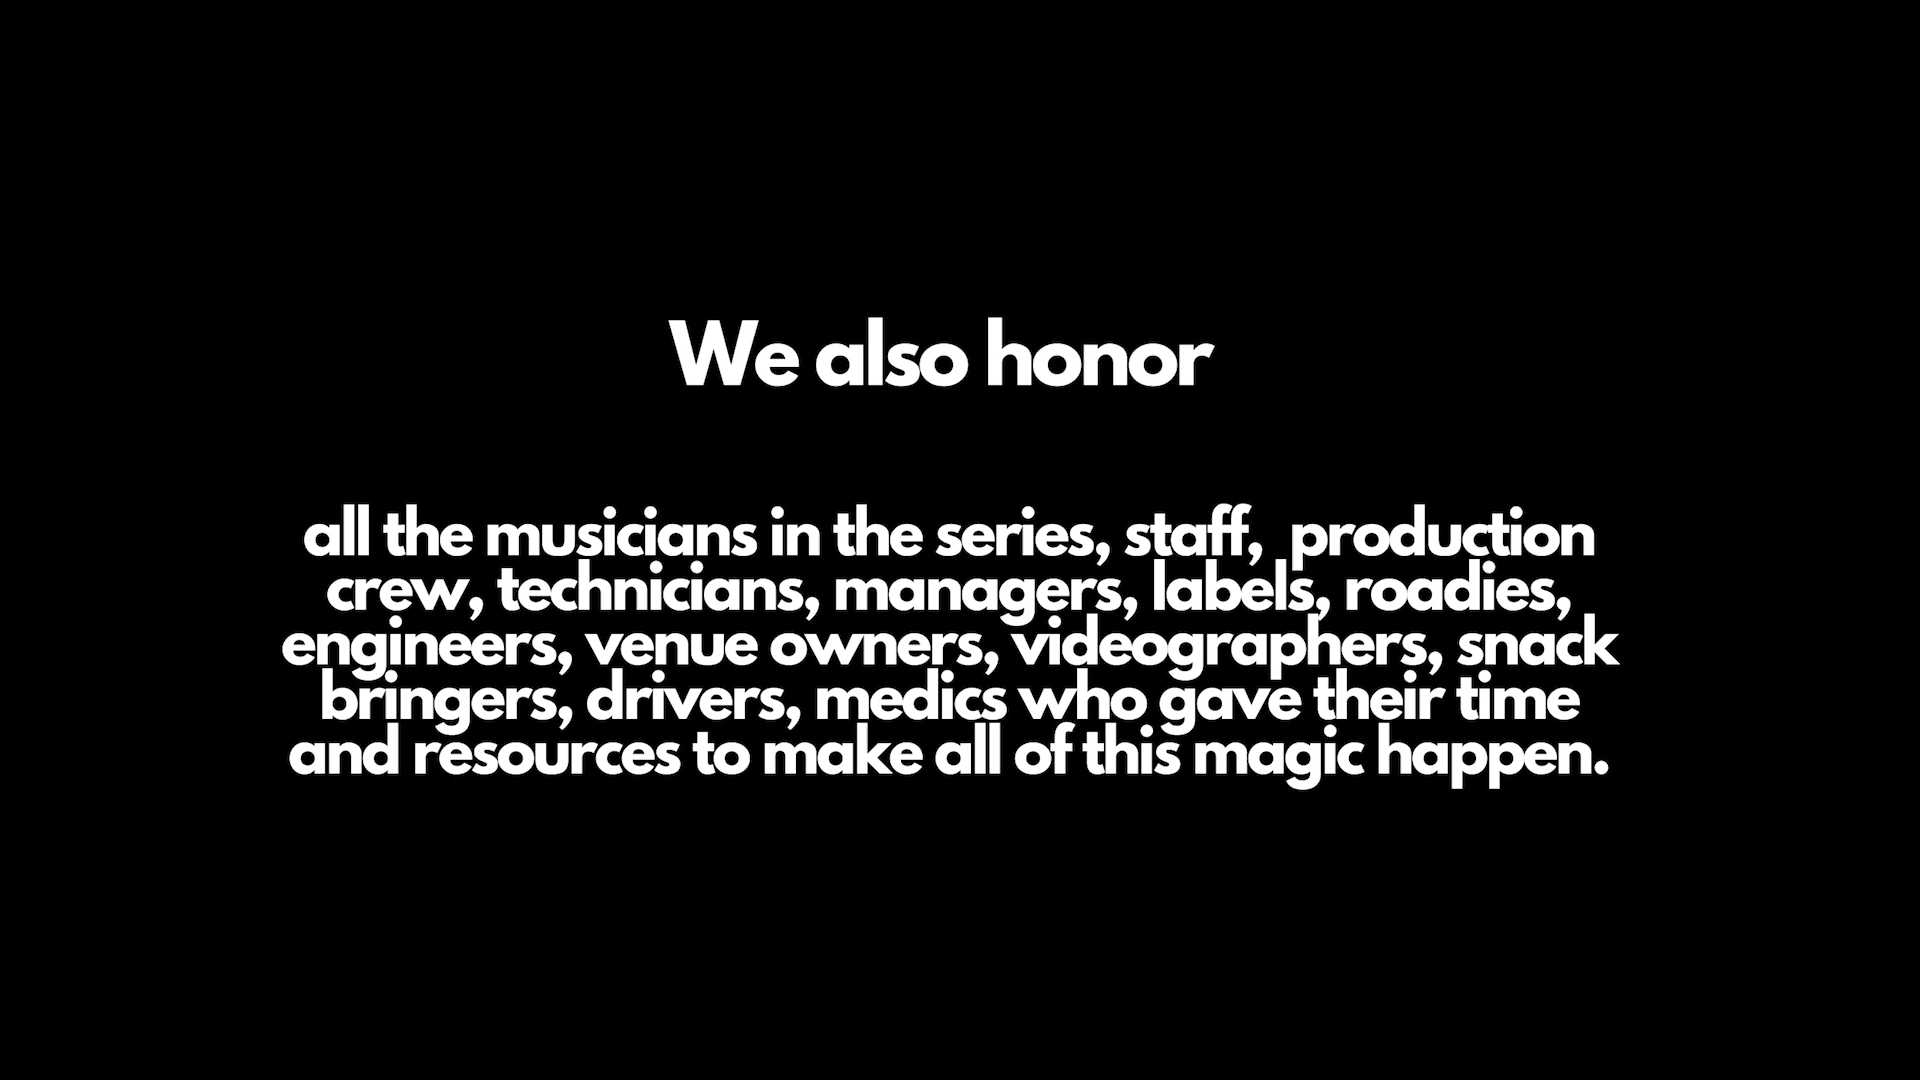 We also honor
all the musicians in the series, staff,  production
crew, technicians, managers, labels, roadies,
engineers, venue owners, videographers, snack
bringers, drivers, medics who gave their time
and resources to make all of this magic happen.